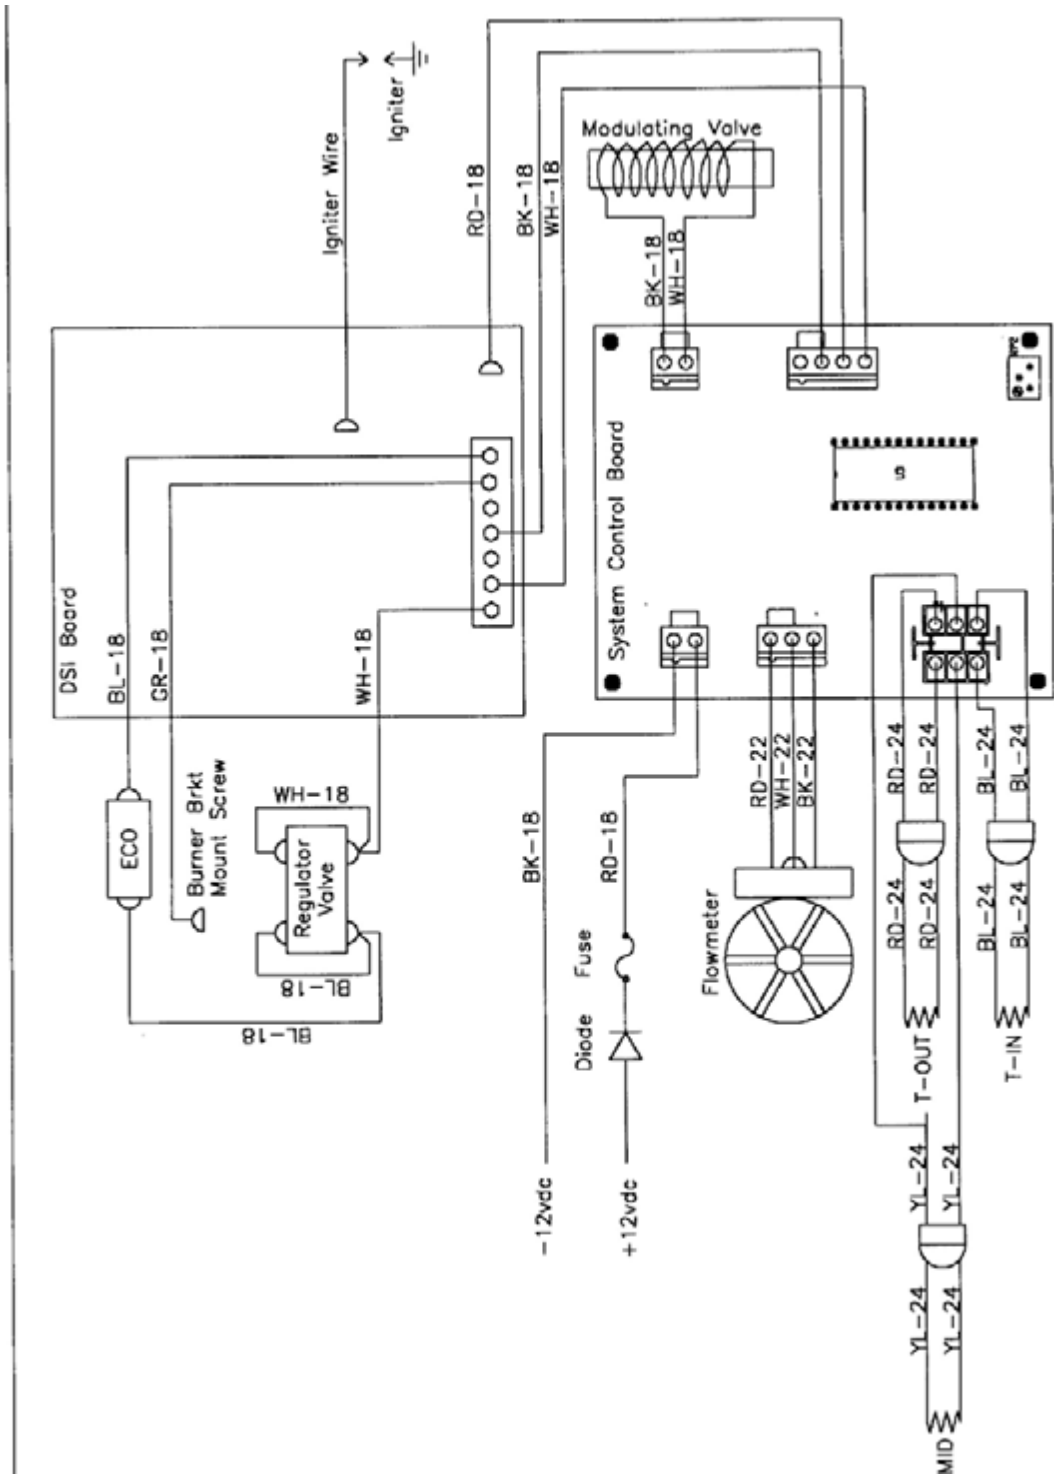 Igniter Wire
Igniter
RD-18
BK-18
WH-18
Modulating Valve
BK-18
WH-18
DSI Board
BL-18
GR-18
WH-18
System Control Board
S
ECO
Burner Brkt
Mount Screw
WH-18
Regulator
Valve
BL-18
BL-18
BK-18
RD-18
Fuse
Diode
-12vdc
+12vdc
RD-22
WH-22
BK-22
Flowmeter
RD-24
RD-24
BL-24
BL-24
RD-24
RD-24
BL-24
BL-24
T-OUT
T-IN
YL-24
YL-24
YL-24
YL-24
MID